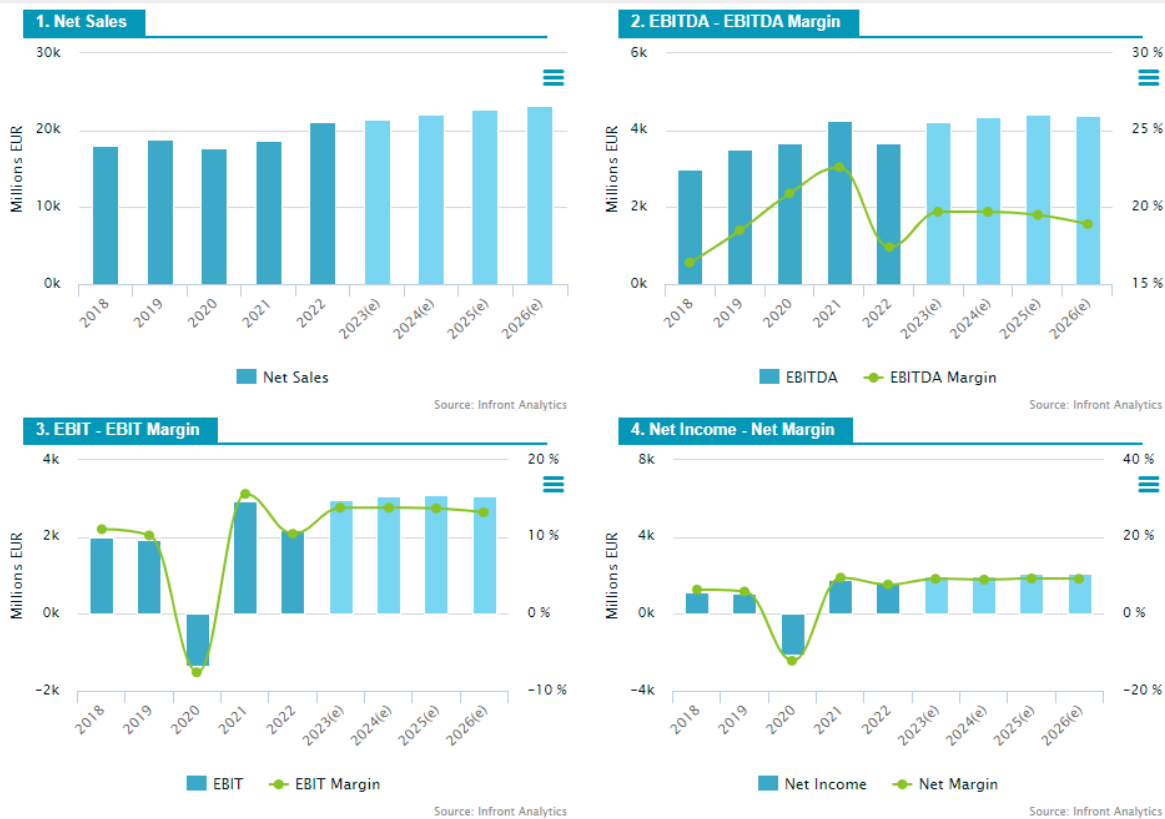 1. Net Sales
30k
20k
10k
0k
Millions EUR
2018
2019
2020
2021
2022
2023(e)
2024(e)
2025(e)
2026(e)
Net Sales
Source: Infront Analytics
2. EBITDA - EBITDA Margin
6k
4k
2k
0k
Millions EUR
30 %
25 %
20 %
15 %
2018
2019
2020
2021
2022
2023(e)
2024(e)
2025(e)
2026(e)
EBITDA
EBITDA Margin
Source: Infront Analytics
3. EBIT - EBIT Margin
4k
2k
0k
-2k
Millions EUR
20 %
10 %
0 %
-10 %
2018
2019
2020
2021
2022
2023(e)
2024(e)
2025(e)
2026(e)
EBIT
EBIT Margin
Source: Infront Analytics
4. Net Income - Net Margin
8k
4k
0k
-4k
Millions EUR
40 %
20 %
0 %
-20 %
2018
2019
2020
2021
2022
2023(e)
2024(e)
2025(e)
2026(e)
Net Income
Net Margin
Source: Infront Analytics